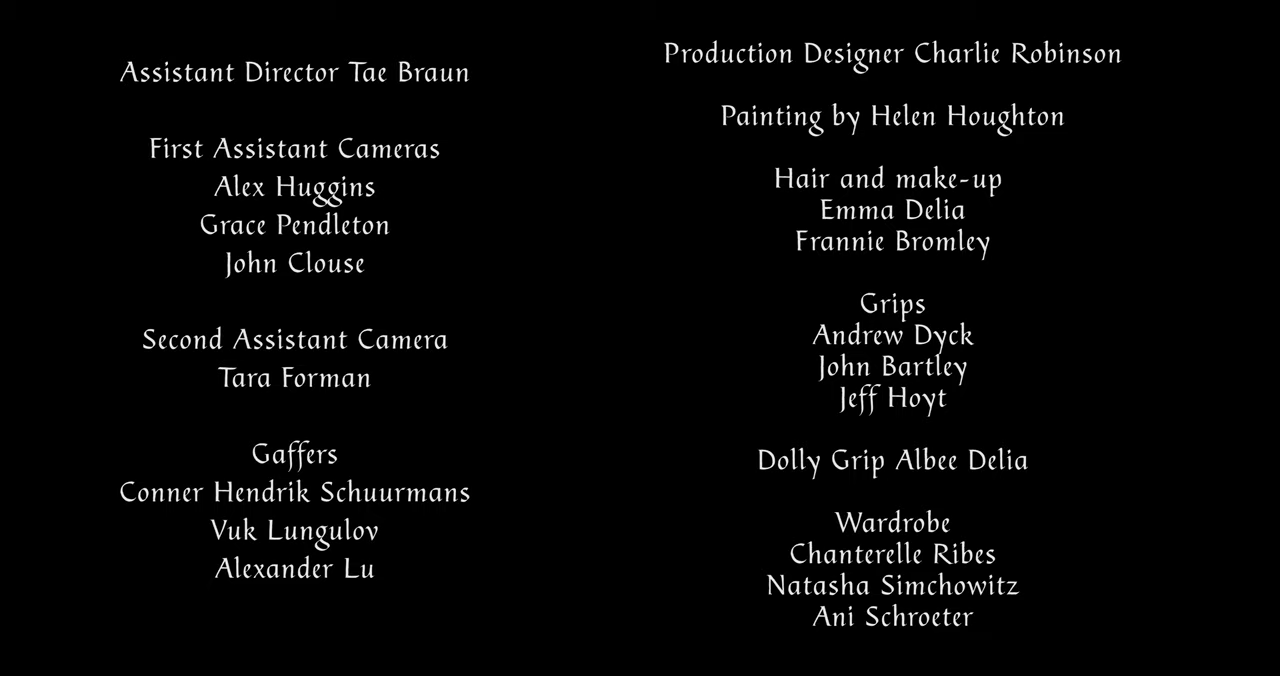 Assistant Director Tae Braun
First Assistant Cameras
Alex Huggins
Grace Pendleton
John Clouse
Second Assistant Camera
Tara Forman
Gaffers
Conner Hendrik Schuurmans
Vuk Lungulov
Alexander Lu
Production Designer Charlie Robinson
Painting by Helen Houghton
Hair and make-up
Emma Delia
Frannie Bromley
Grips
Andrew Dyck
John Bartley
Jeff Hoyt
Dolly Grip Albee Delia
Wardrobe
Chanterelle Ribes
Natasha Simchowitz
Ani Schroeter